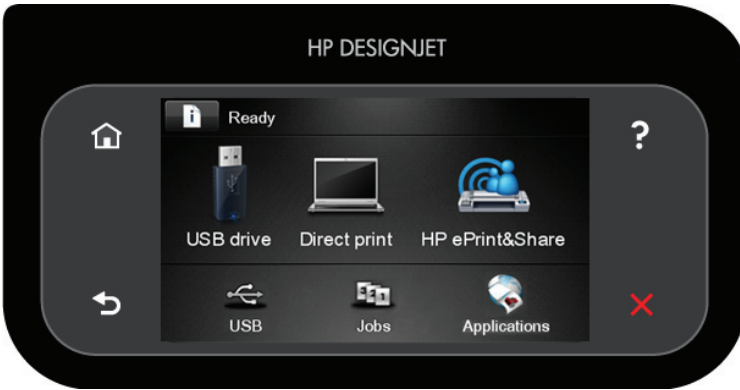 HP DESIGNJET
Ready
?
USB drive Direct print HP ePrint&Share
USB Jobs Applications